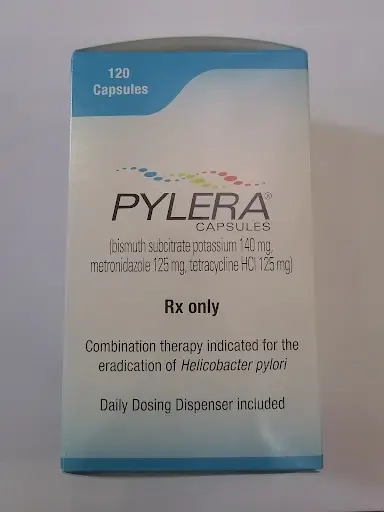 120
Capsules
PYLERA®
CAPSULES
(bismuth subcitrate potassium 140 mg,
metronidazole 125 mg, tetracycline HCl 125 mg)
Rx only
Combination therapy indicated for the
eradication of Helicobacter pylori
Daily Dosing Dispenser included